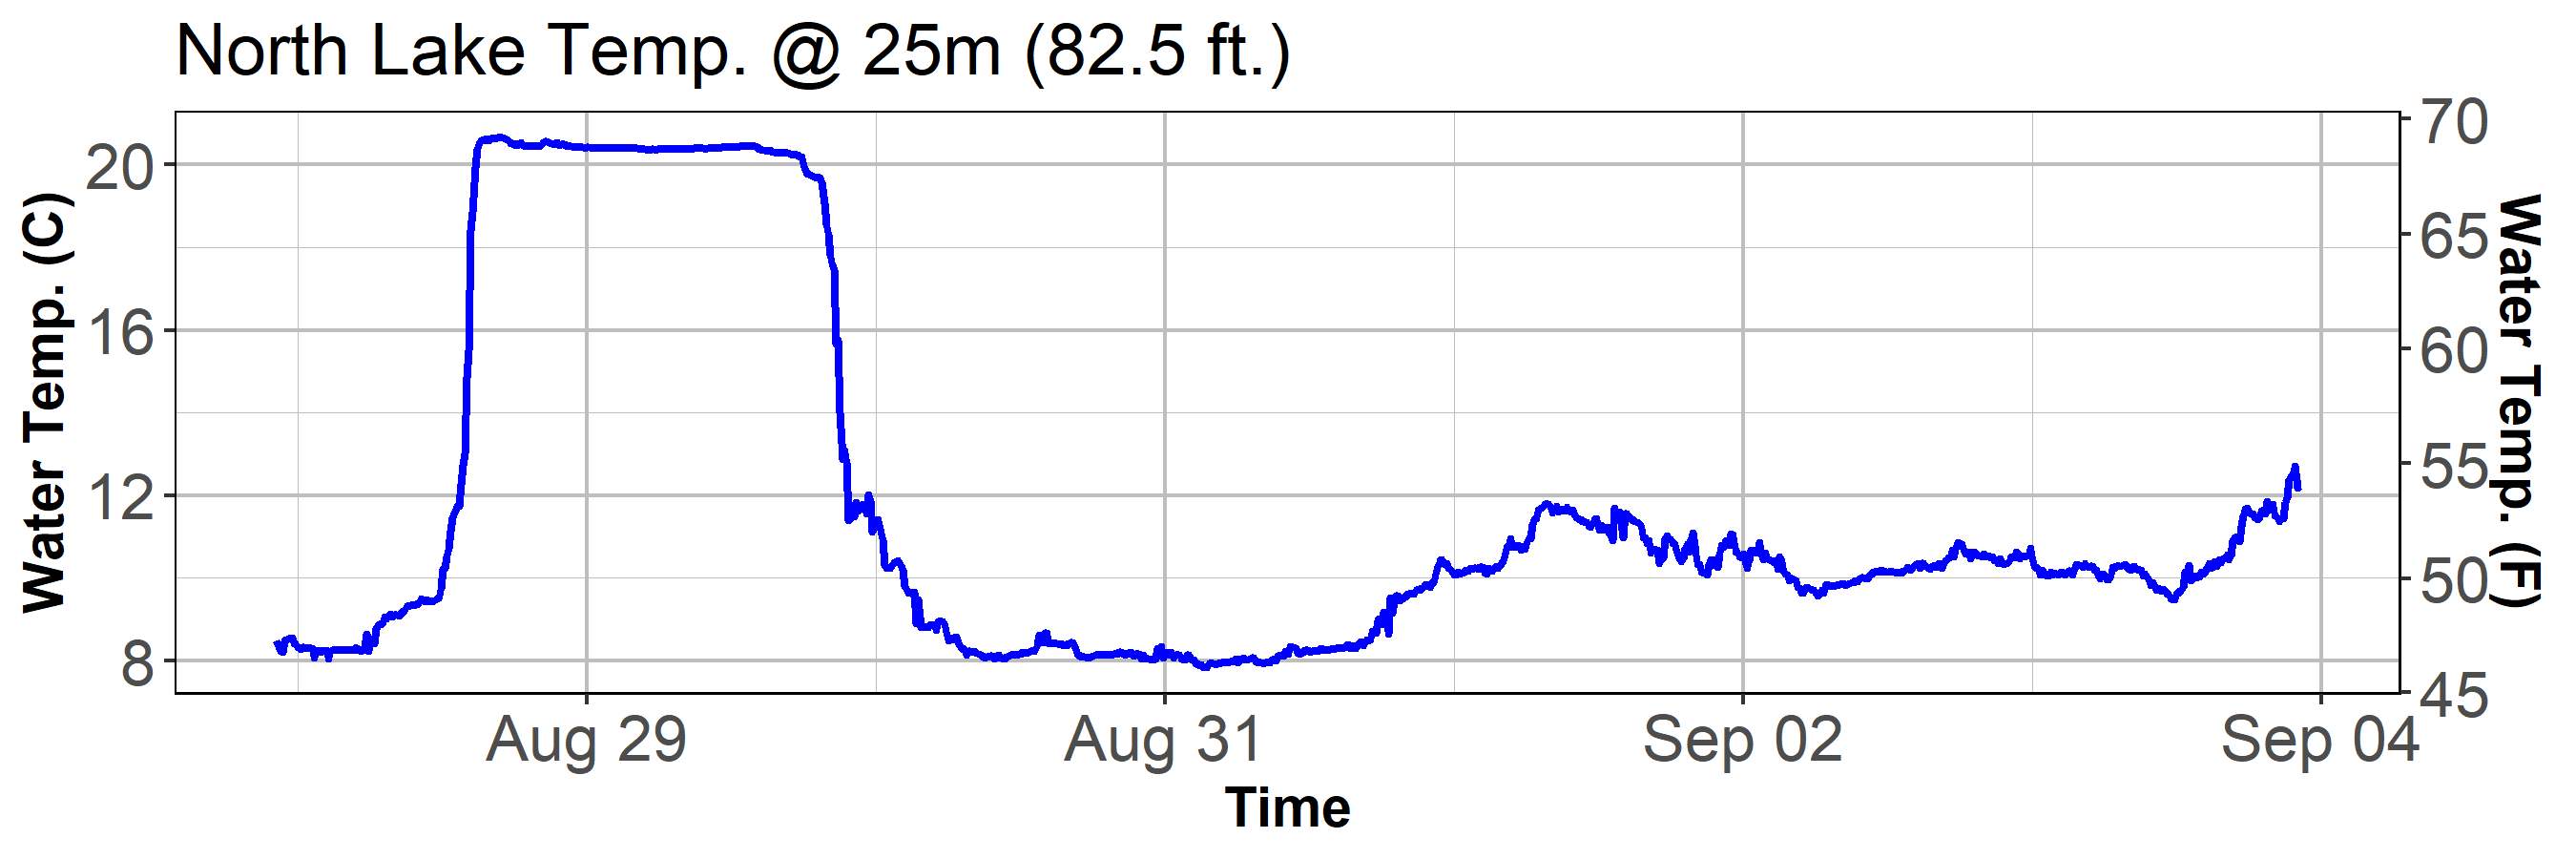 North Lake Temp. @ 25m (82.5 ft.)
Water Temp. (C)
20
16
12
8
70
65
60
55
50
45
Water Temp. (F)
Aug 29 Aug 31 Sep 02 Sep 04
Time